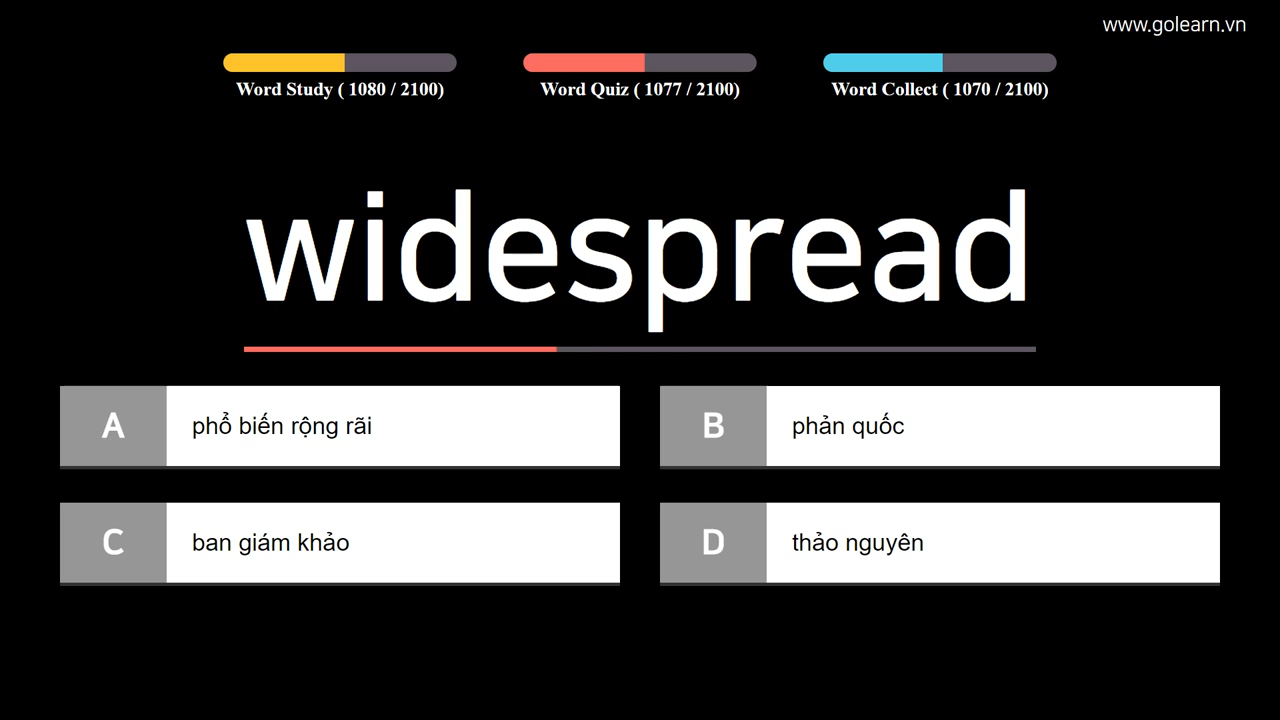 www.golearn.vn
Word Study ( 1080 / 2100)
Word Quiz ( 1077 / 2100)
Word Collect ( 1070 / 2100)
widespread
A phổ biến rộng rãi
B phản quốc
C ban giám khảo
D thảo nguyên